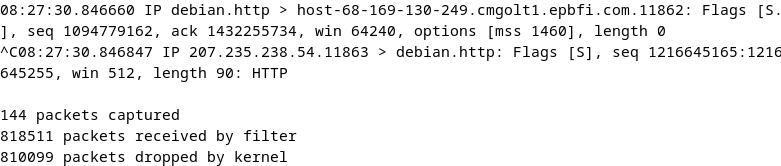 08:27:30.846660 IP debian.http > host-68-169-130-249.cmgolt1.epbfi.com.11862: Flags [S.
], seq 1094779162, ack 1432255734, win 64240, options [mss 1460], length 0
^C08:27:30.846847 IP 207.235.238.54.11863 > debian.http: Flags [S], seq 1216645165:1216
645255, win 512, length 90: HTTP
144 packets captured
818511 packets received by filter
810099 packets dropped by kernel